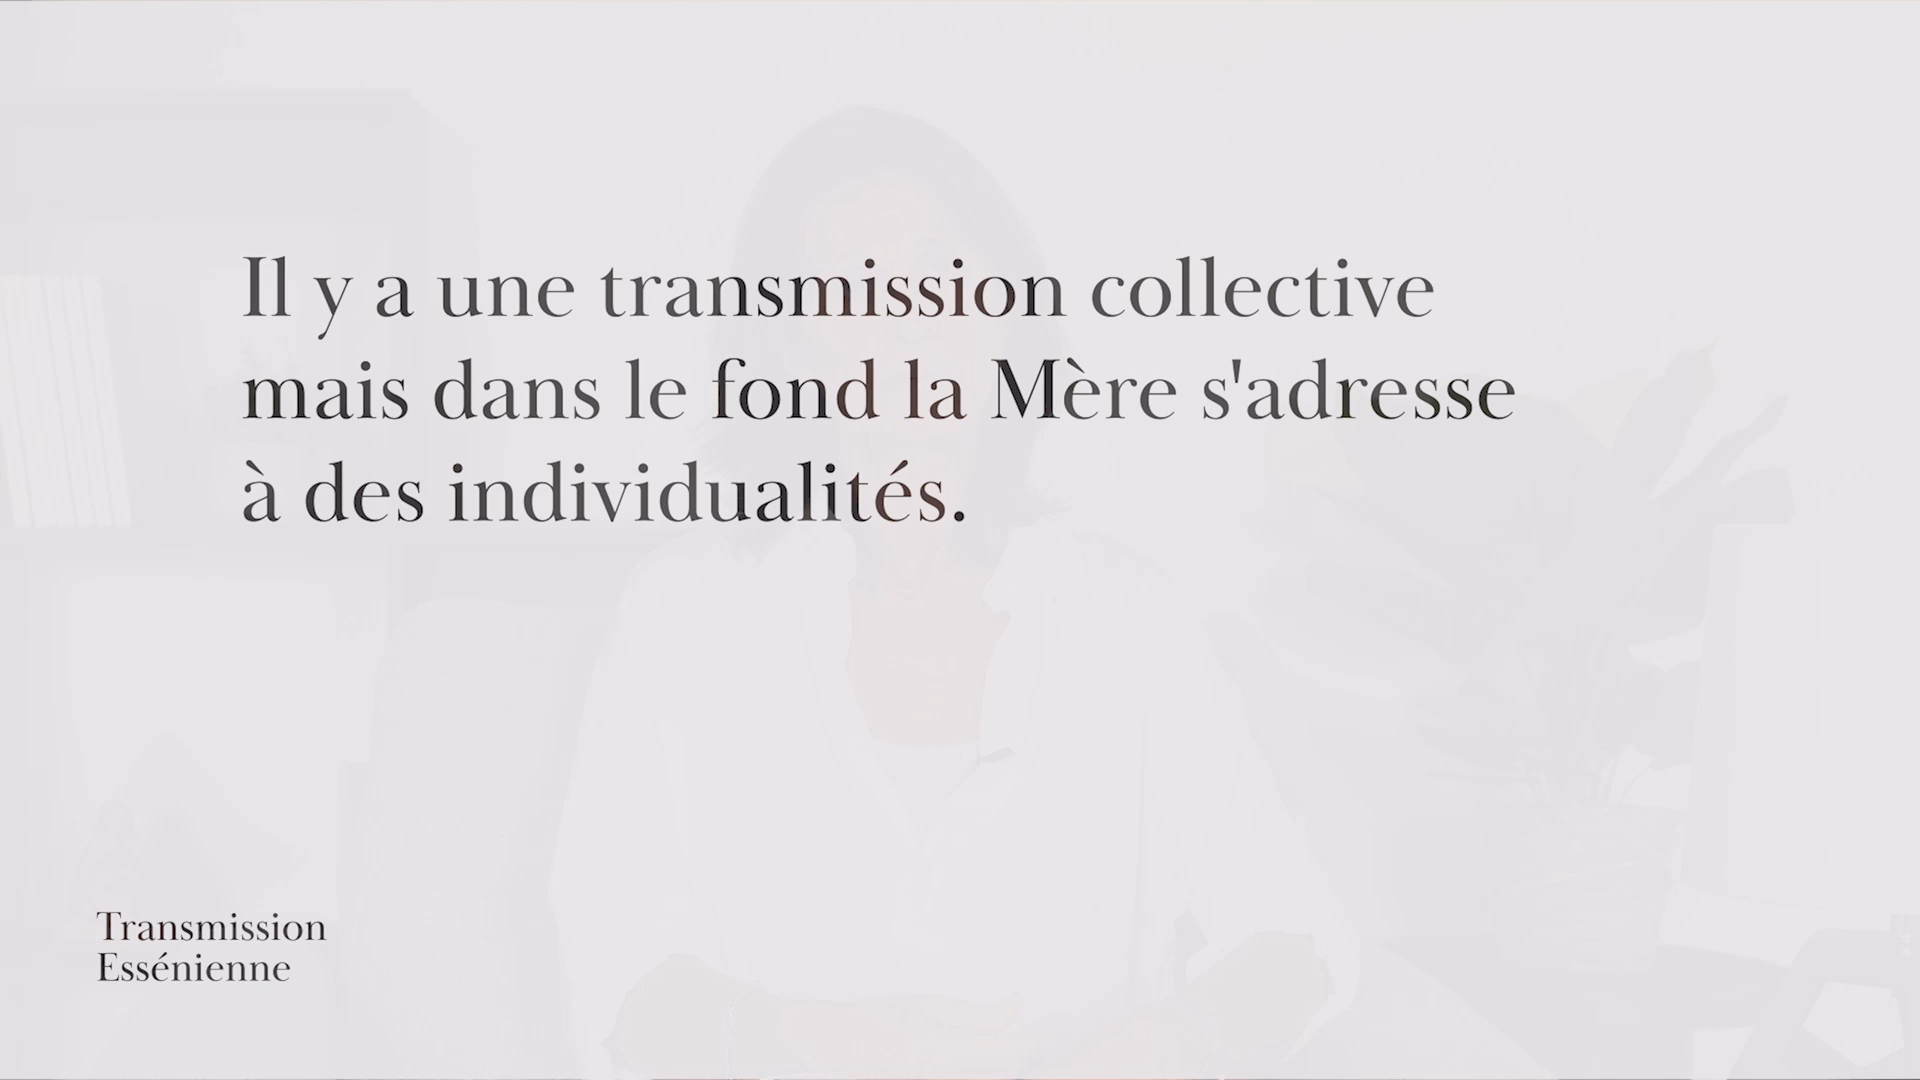 Il y a une transmission collective
mais dans le fond la Mère s'adresse
à des individualités.
Transmission
Essénienne